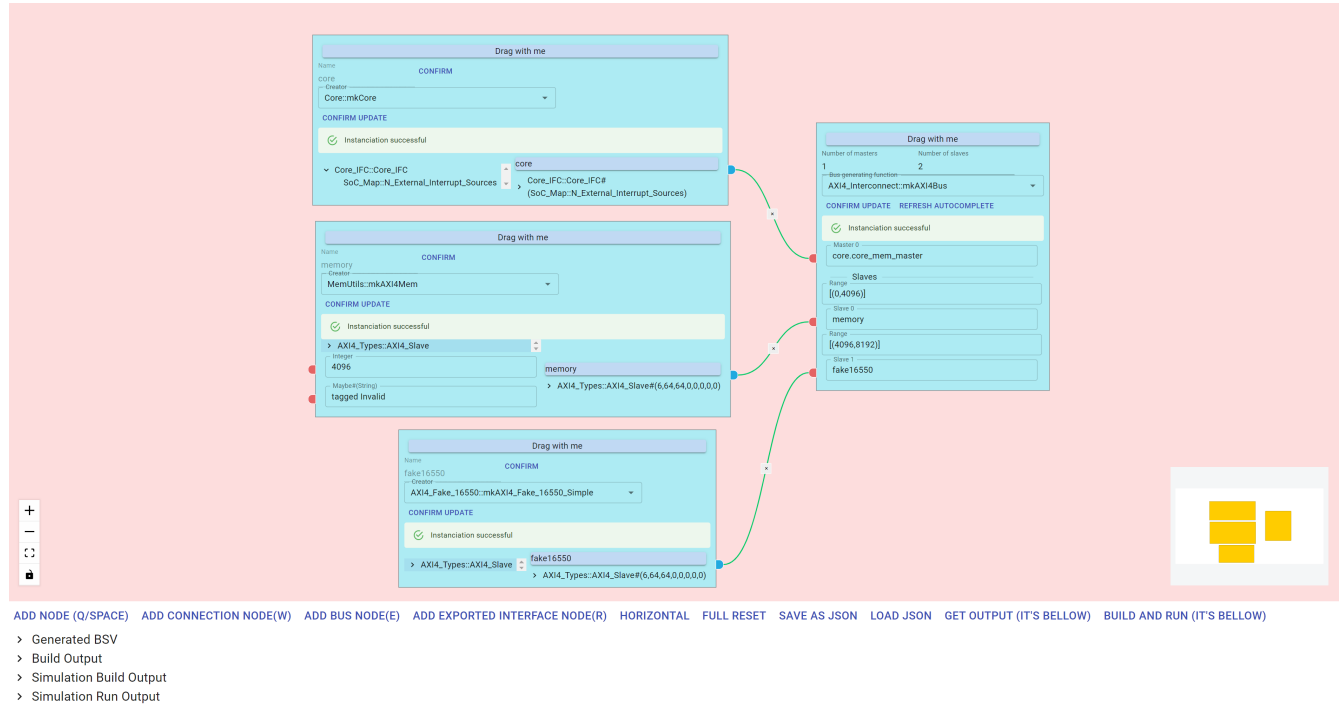 Drag with me
Name
CONFIRM
core
Creator
Core::mkCore
CONFIRM UPDATE
Instanciation successful
Core_IFC::Core_IFC
SoC_Map::N_External_Interrupt_Sources
core
Core_IFC::Core_IFC#
(SoC_Map::N_External_Interrupt_Sources)
Drag with me
Name
CONFIRM
memory
Creator
MemUtils::mkAXI4Mem
CONFIRM UPDATE
Instanciation successful
AXI4_Types::AXI4_Slave
Integer
4096
Maybe#(String)
tagged Invalid
memory
AXI4_Types::AXI4_Slave#(6,64,64,0,0,0,0,0)
Drag with me
Name
CONFIRM
fake16550
Creator
AXI4_Fake_16550::mkAXI4_Fake_16550_Simple
CONFIRM UPDATE
Instanciation successful
AXI4_Types::AXI4_Slave
fake16550
AXI4_Types::AXI4_Slave#(6,64,64,0,0,0,0,0)
Drag with me
Number of masters Number of slaves
1 2
Bus generating function
AXI4_Interconnect::mkAXI4Bus
CONFIRM UPDATE REFRESH AUTOCOMPLETE
Instanciation successful
Master 0
core.core_mem_master
Slaves
Range
[(0,4096)]
Slave 0
memory
Range
[(4096,8192)]
Slave 1
fake16550
ADD NODE (Q/SPACE) ADD CONNECTION NODE(W) ADD BUS NODE(E) ADD EXPORTED INTERFACE NODE(R) HORIZONTAL FULL RESET SAVE AS JSON LOAD JSON GET OUTPUT (IT'S BELLOW) BUILD AND RUN (IT'S BELLOW)
Generated BSV
Build Output
Simulation Build Output
Simulation Run Output